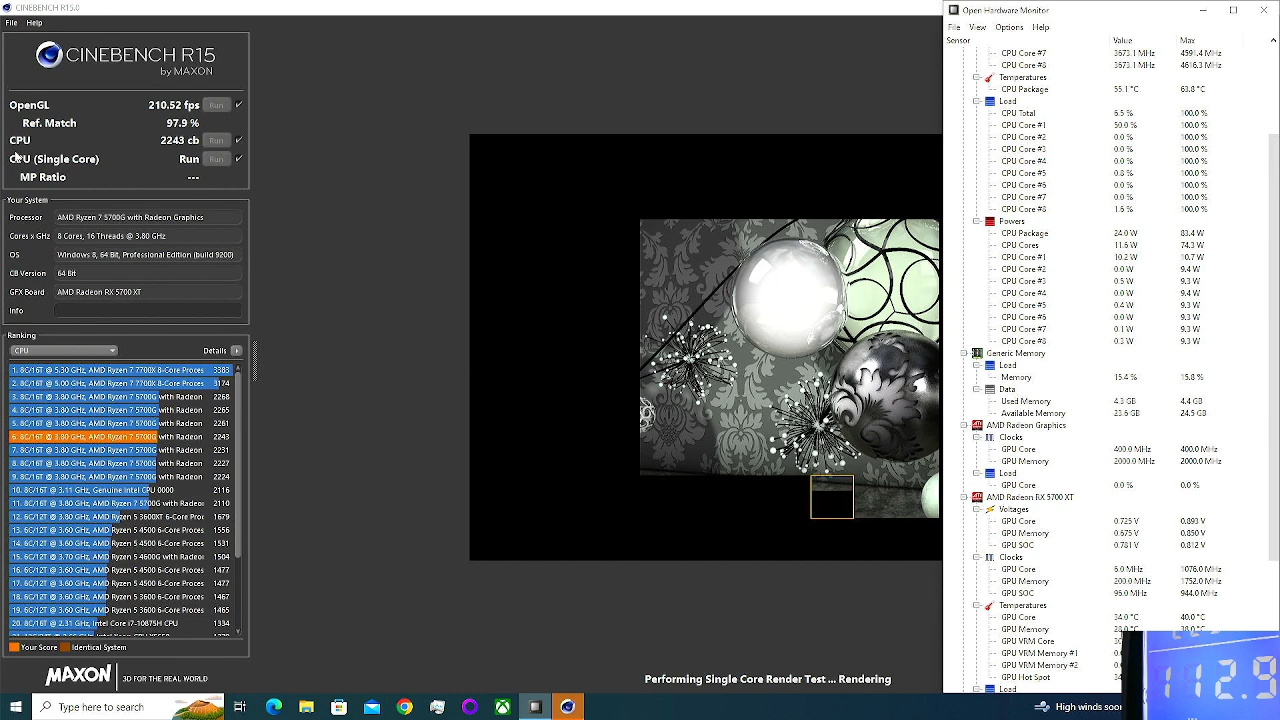 CINEBENCH R15.0
File Help
CINEBENCH R15
by MAXON
OpenGL 210.52 fps Run
Ref. Match 97.9 %
CPU 2243 cb Run
CPU (Single Core) Run Run
MP Ratio ---
Your System
Processor AMD Ryzen 7 5700G with Radeon Graphics
Cores x GHz 8 Cores, 16 Threads @ 3.80 GHz
OS Windows 8, 64 Bit, Professional Edition (build 9200)
CB Version 64 Bit
GFX Board AMD Radeon RX 5700 XT
Info
Ranking
CPU Details
2. 8C/16T @ 5.00 GHz, AMD Ryzen 7 7700X 8-Core Proces 3174
3. 8C/16T @ 3.80 GHz, AMD Ryzen 7 5700G with Radeon 2268
4. 8C/16T @ 3.80 GHz, AMD Ryzen 7 5700G with Radeon 2265
5. 8C/16T @ 3.80 GHz, AMD Ryzen 7 5700G with Radeon 2261
6. 8C/16T @ 3.80 GHz, AMD Ryzen 7 5700G with Radeon 2243
7. 8C/16T @ 3.80 GHz, AMD Ryzen 7 5700G with Radeon 2231
8. 8C/16T @ 3.80 GHz, AMD Ryzen 7 5700G with Radeon 2227
9. 8C/16T @ 3.80 GHz, AMD Ryzen 7 5700G with Radeon 2224
10. 8C/16T @ 3.11 GHz, Genuine Intel CPU 0000 2116
11. 8C/16T @ 3.80 GHz, AMD Ryzen 7 5700G with Radeo 2110
12. 6C/12T @ 3.80 GHz, AMD Ryzen 5 3600XT 6-Core Proc 1679
13. 6C/12T @ 3.60 GHz, AMD Ryzen 5 4500 6-Core Proces 1556
15. 6C/12T @ 3.70 GHz, AMD Ryzen 5 4600G with Radeo 1504
16. 6C/12T @ 3.60 GHz, AMD Ryzen 5 4500 6-Core Proces 1477
17. 6C/12T @ 3.60 GHz, AMD Ryzen 5 4500 6-Core Proces 1477
18. 6C/12T @ 3.60 GHz, AMD Ryzen 5 3600 6-Core Proces 1467
19. 6C/12T @ 3.60 GHz, AMD Ryzen 5 3600 6-Core Proces 1465
20. 8C/16T @ 2.31 GHz, Intel Core i7-10875H CPU 1334
Your Score Identical System
MAXON 3D FOR THE REAL WORLD
Performing Single Core Render Test ... Rendering
Open Hardware Monitor
File View Options Help
Sensor Value Max
CPU Core #7 3673.1 MHz 4591.4 MHz
CPU Core #8 3673.1 MHz 4616.3 MHz
Temperatures
CPU Package 55.1 °C 63.8 °C
Load
CPU Total 6.5 % 100.0 %
CPU Core #1 50.0 % 100.0 %
CPU Core #2 0.0 % 100.0 %
CPU Core #3 0.0 % 100.0 %
CPU Core #4 0.0 % 100.0 %
CPU Core #5 0.8 % 100.0 %
CPU Core #6 0.0 % 100.0 %
CPU Core #7 0.0 % 100.0 %
CPU Core #8 1.6 % 100.0 %
Powers
CPU Package 24.0 W 83.4 W
CPU Cores 11.6 W 74.3 W
CPU Core #1 10.2 W 10.7 W
CPU Core #2 0.0 W 9.4 W
CPU Core #3 0.5 W 9.3 W
CPU Core #4 0.0 W 9.3 W
CPU Core #5 0.4 W 9.3 W
CPU Core #6 0.0 W 9.3 W
CPU Core #7 0.1 W 9.3 W
CPU Core #8 0.3 W 9.3 W
Generic Memory
Load
Memory 15.4 % 15.8 %
Data
Used Memory 4.3 GB 4.4 GB
Available Memory 23.6 GB 24.5 GB
AMD Radeon Graphics
Clocks
GPU Core 400.0 MHz 400.0 MHz
GPU Memory 2000.0 MHz 2000.0 MHz
Load
GPU Core 0.0 % 0.0 %
AMD Radeon RX 5700 XT
Voltages
GPU Core 0.725 V 0.893 V
GPU Memory 0.675 V 0.850 V
GPU SOC 0.781 V 0.812 V
Clocks
GPU Core 6.0 MHz 1076.0 MHz
GPU Memory 200.0 MHz 1752.0 MHz
GPU SOC 96.0 MHz 944.0 MHz
Temperatures
GPU Core 34.0 °C 40.0 °C
GPU Memory 28.0 °C 38.0 °C
GPU VRM Core
GPU VRM Memory #1
GPU VRM Memory #2
GPU Hot Spot
Load
112.9
Type here to search
High winds soon